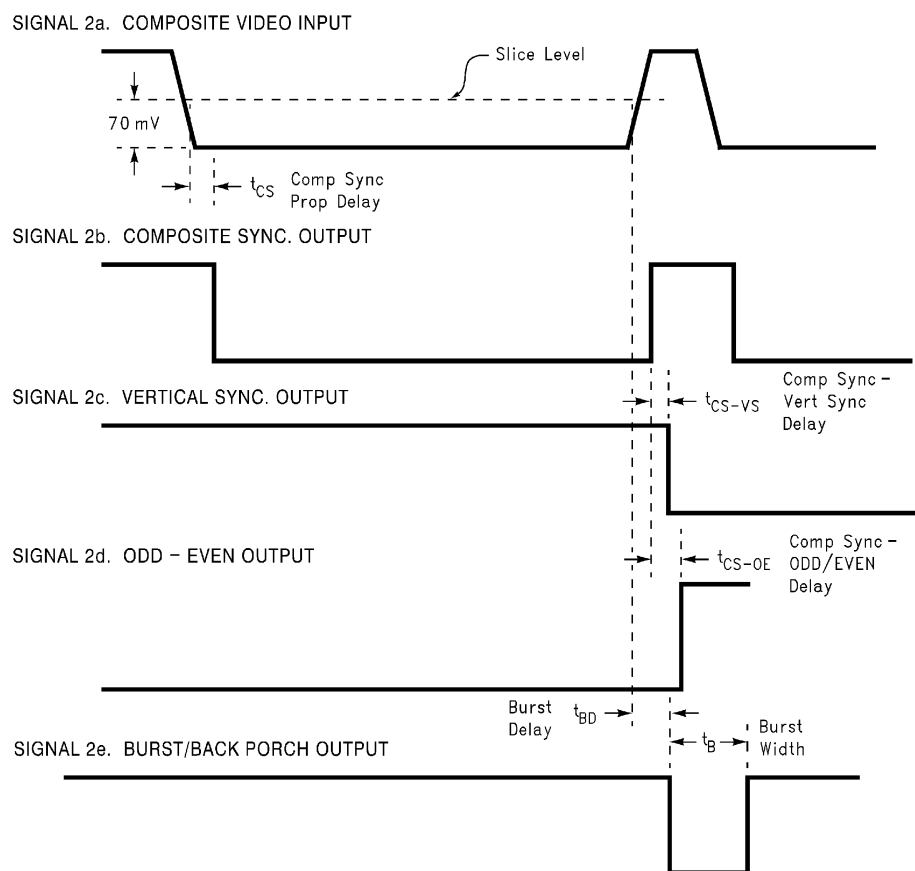 SIGNAL 2a. COMPOSITE VIDEO INPUT
Slice Level
70 mV
tCS
Comp Sync
Prop Delay
SIGNAL 2b. COMPOSITE SYNC. OUTPUT
SIGNAL 2c. VERTICAL SYNC. OUTPUT
tCS-VS
Comp Sync –
Vert Sync
Delay
SIGNAL 2d. ODD – EVEN OUTPUT
tCS-OE
Comp Sync –
ODD/EVEN
Delay
Burst
Delay
tBD
SIGNAL 2e. BURST/BACK PORCH OUTPUT
tB
Burst
Width